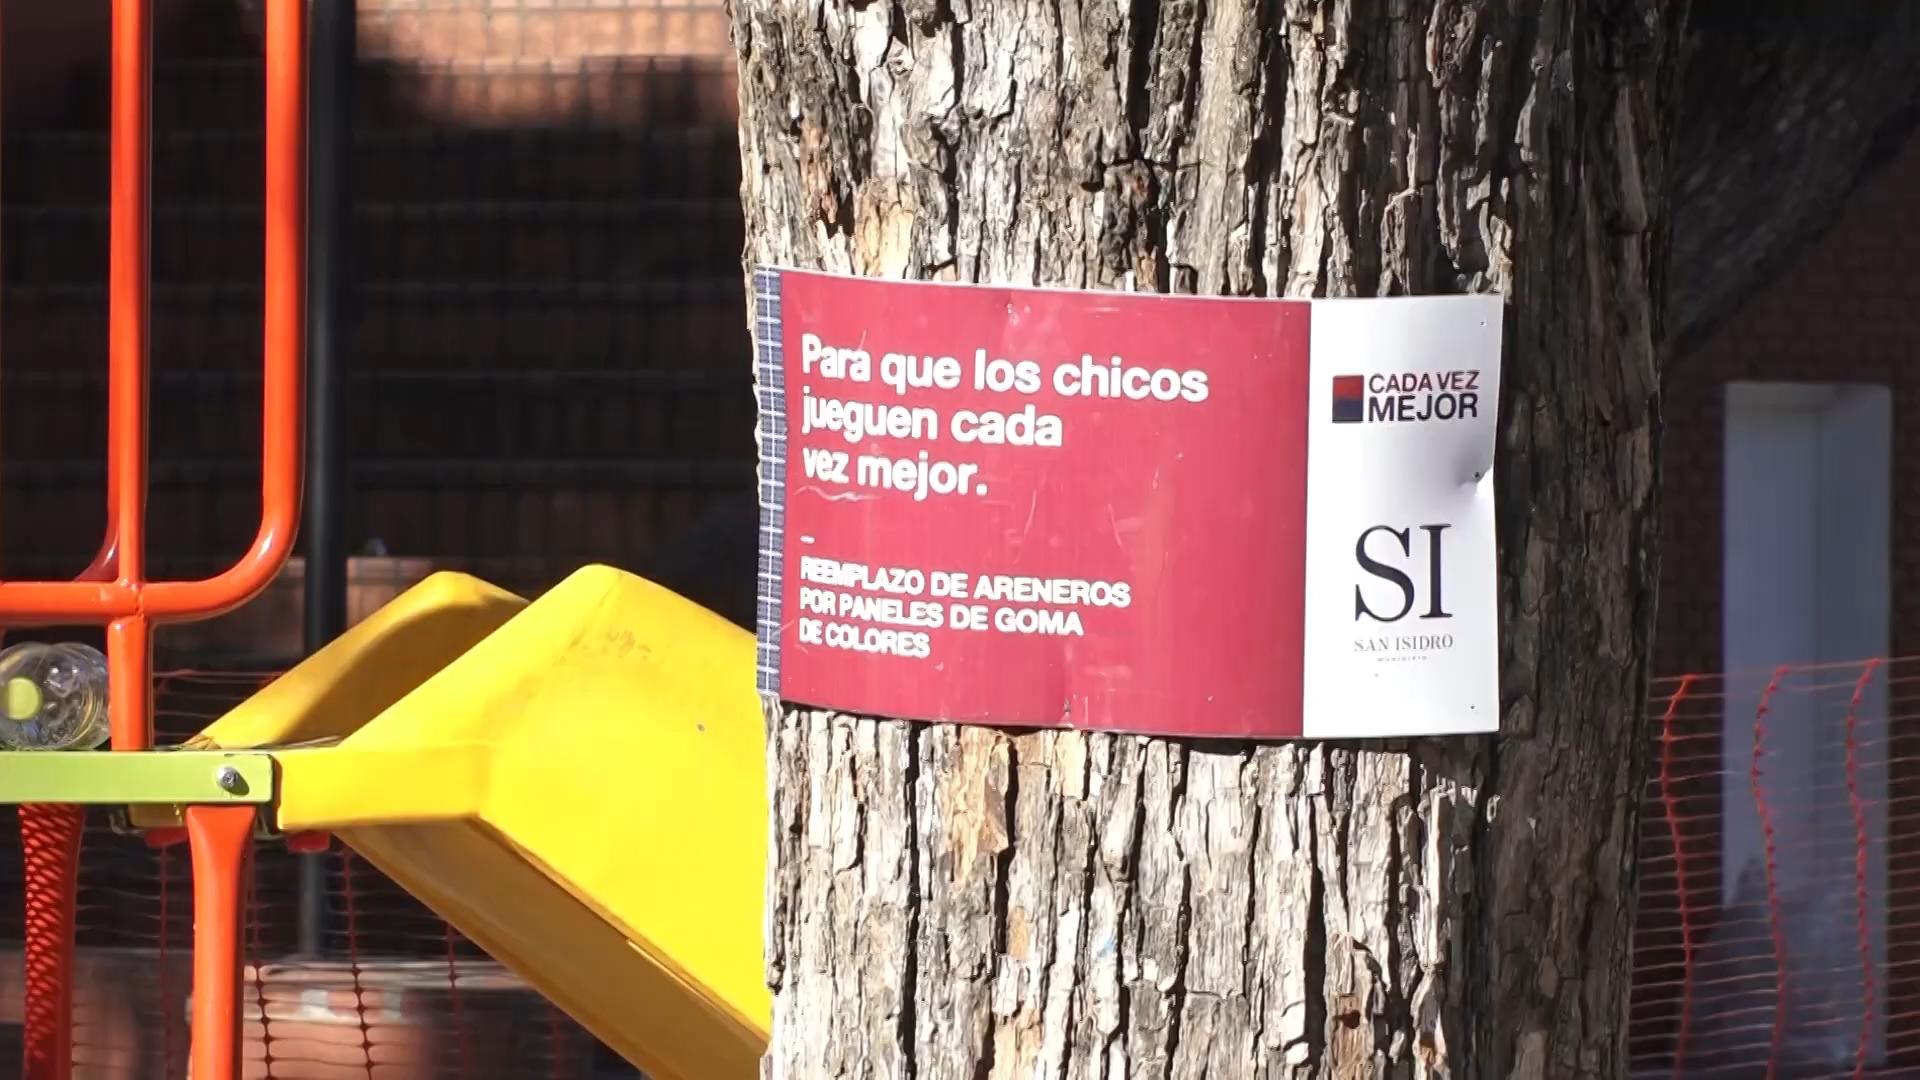 Para que los chicos
jueguen cada
vez mejor.
–
REEMPLAZO DE ARENEROS
POR PANELES DE GOMA
DE COLORES
CADA VEZ
MEJOR
SI
SAN ISIDRO
MUNICIPIO